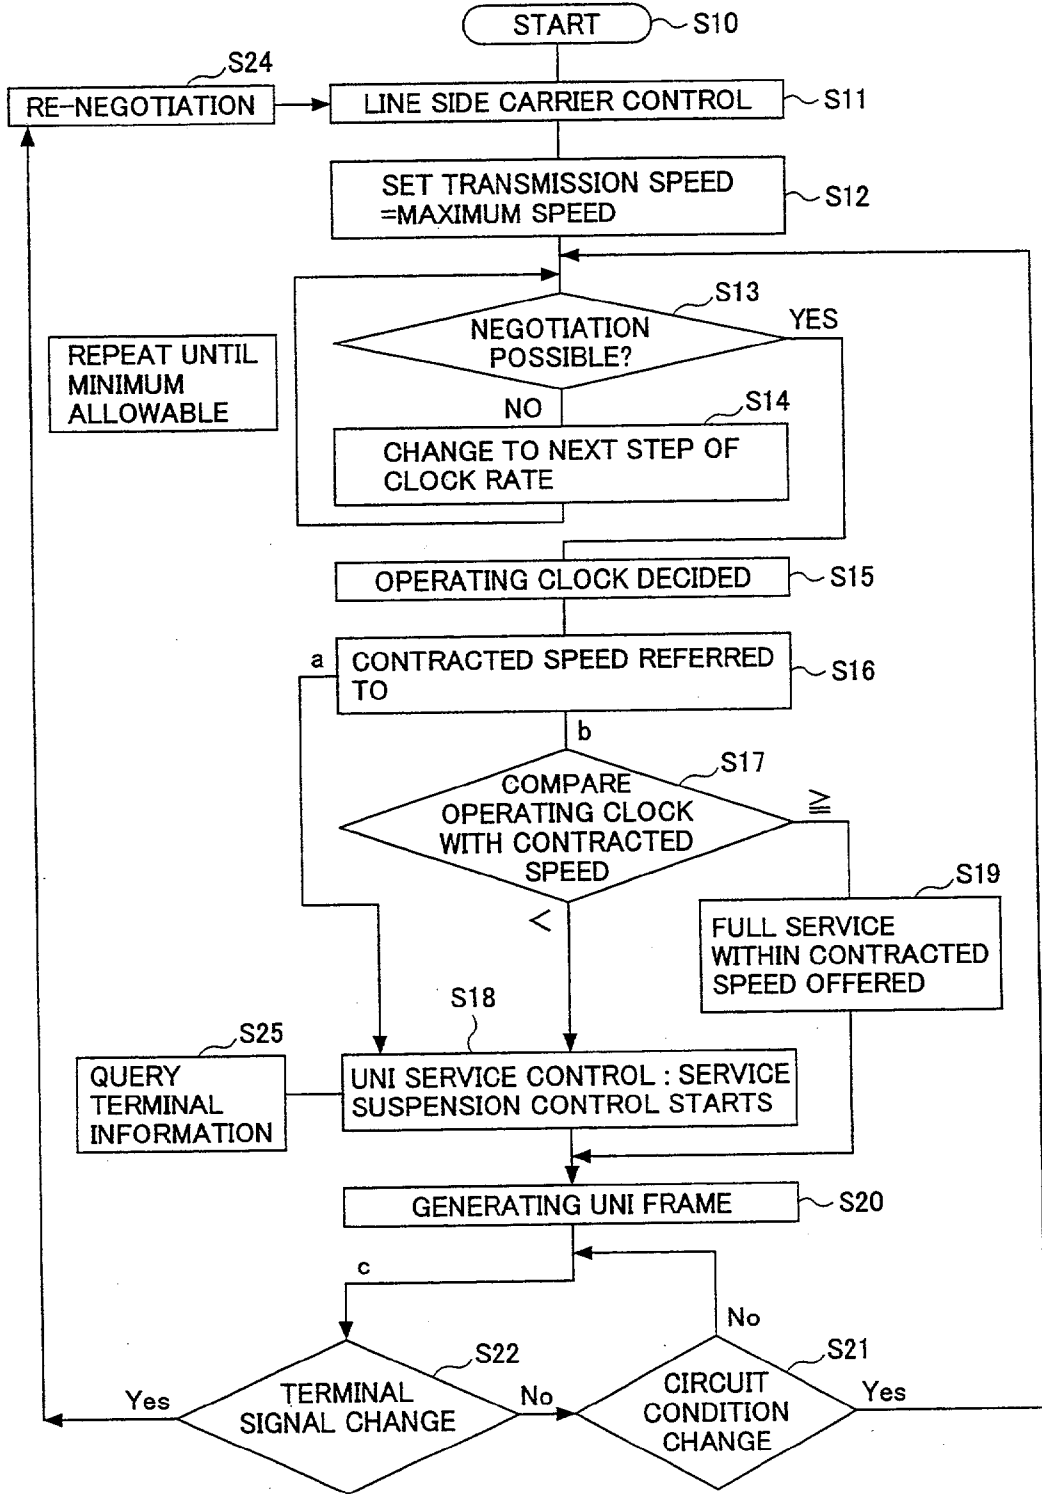 START
S10
S24
RE-NEGOTIATION
LINE SIDE CARRIER CONTROL
S11
SET TRANSMISSION SPEED
=MAXIMUM SPEED
S12
S13
NEGOTIATION
POSSIBLE?
YES
REPEAT UNTIL
MINIMUM
ALLOWABLE
NO
S14
CHANGE TO NEXT STEP OF
CLOCK RATE
OPERATING CLOCK DECIDED
S15
a
CONTRACTED SPEED REFERRED
TO
S16
b
S17
COMPARE
OPERATING CLOCK
WITH CONTRACTED
SPEED
≧
<
S19
FULL SERVICE
WITHIN CONTRACTED
SPEED OFFERED
S18
S25
QUERY
TERMINAL
INFORMATION
UNI SERVICE CONTROL : SERVICE
SUSPENSION CONTROL STARTS
GENERATING UNI FRAME
S20
c
No
S22
S21
Yes
TERMINAL
SIGNAL CHANGE
No
CIRCUIT
CONDITION
CHANGE
Yes